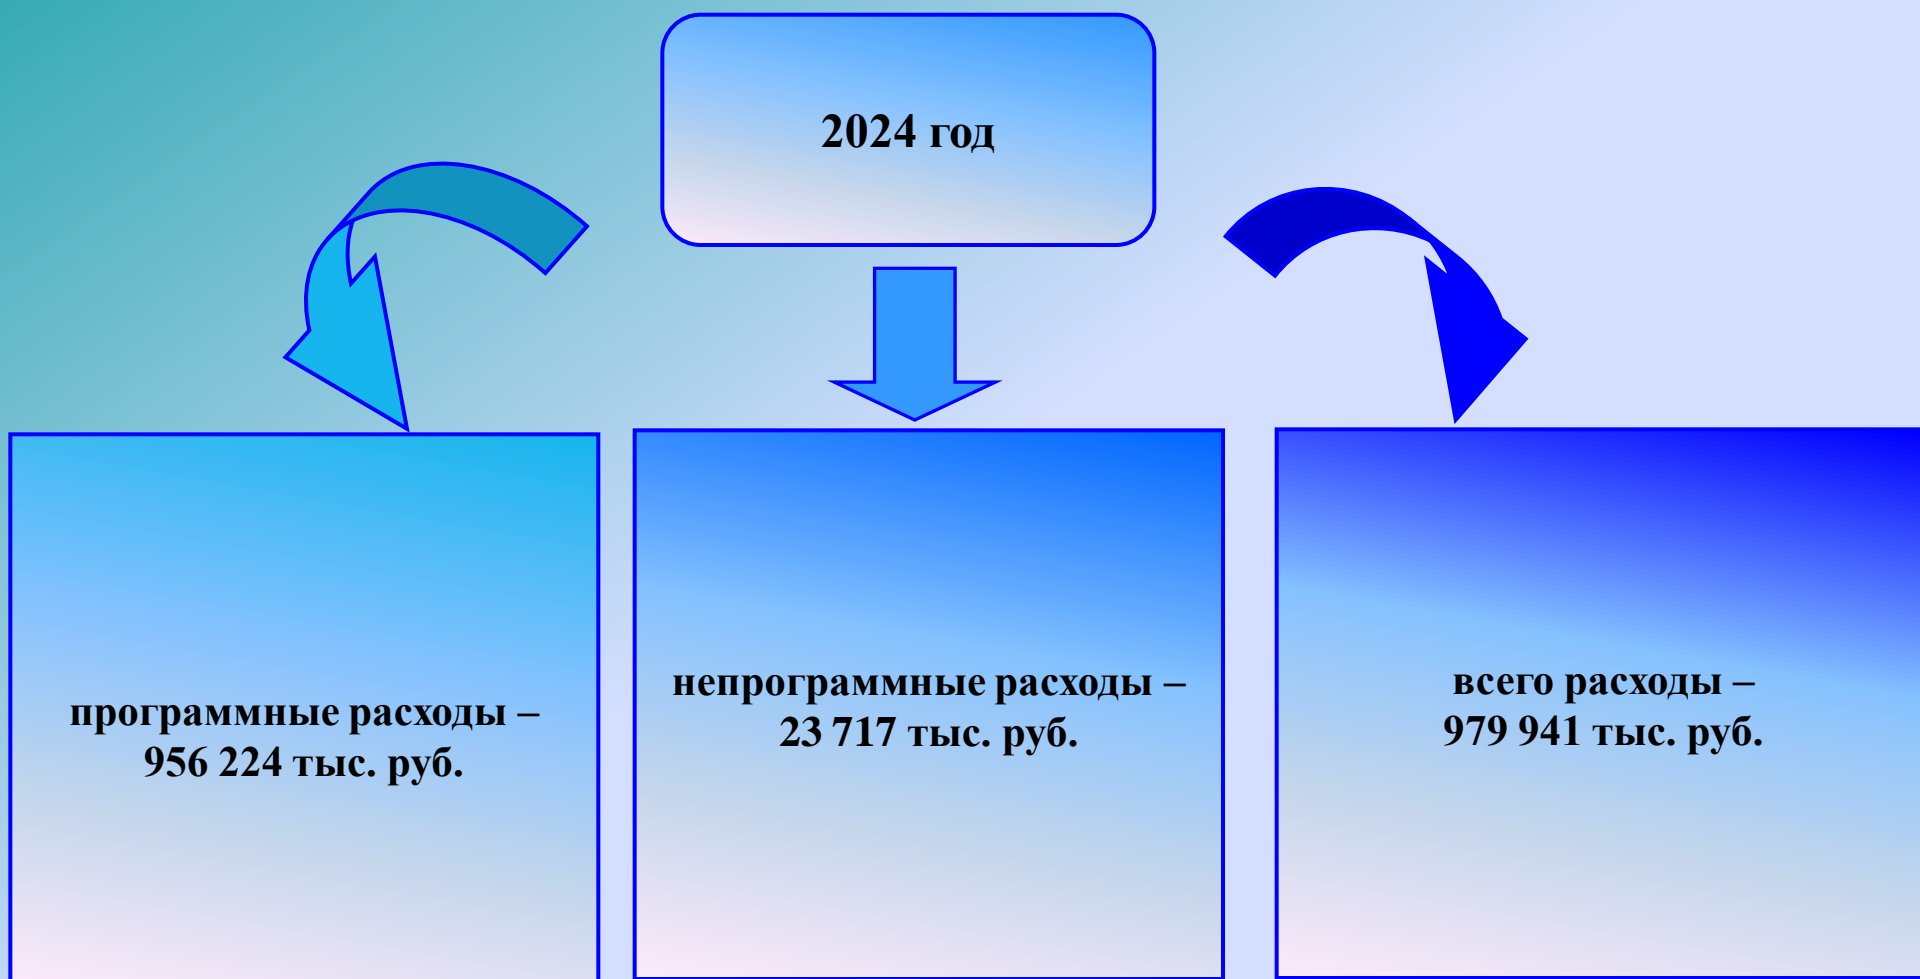 2024 год
программные расходы –
956 224 тыс. руб.
непрограммные расходы –
23 717 тыс. руб.
всего расходы –
979 941 тыс. руб.